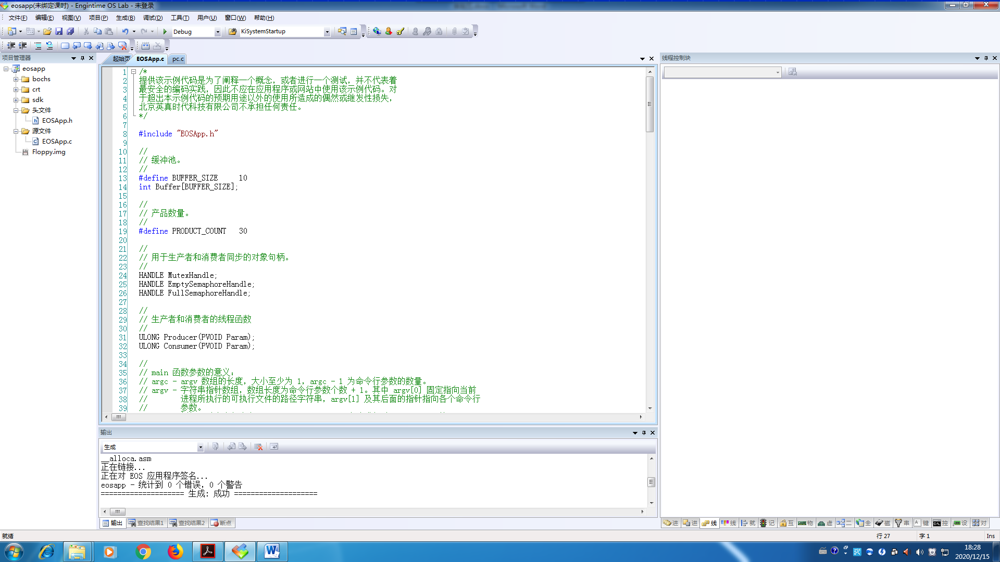 eosapp(未绑定课时) - Engintime OS Lab - 未登录
文件(F) 编辑(E) 视图(V) 项目(P) 生成(B) 调试(D) 工具(T) 用户(U) 窗口(W) 帮助(H)
Debug KiSystemStartup
项目管理器
eosapp
bochs
crt
sdk
头文件
EOSApp.h
源文件
EOSApp.c
Floppy.img
起始页 EOSApp.c pc.c
1 /*
2 提供该示例代码是为了阐释一个概念，或者进行一个测试，并不代表着
3 最安全的编码实践，因此不应在应用程序或网站中使用该示例代码。对
4 于超出本示例代码的预期用途以外的使用所造成的偶然或继发性损失，
5 北京英真时代科技有限公司不承担任何责任。
6 */
7
8 #include "EOSApp.h"
9
10 //
11 // 缓冲池。
12 //
13 #define BUFFER_SIZE     10
14 int Buffer[BUFFER_SIZE];
15
16 //
17 // 产品数量。
18 //
19 #define PRODUCT_COUNT   30
20
21 //
22 // 用于生产者和消费者同步的对象句柄。
23 //
24 HANDLE MutexHandle;
25 HANDLE EmptySemaphoreHandle;
26 HANDLE FullSemaphoreHandle;
27
28 //
29 // 生产者和消费者的线程函数
30 //
31 ULONG Producer(PVOID Param);
32 ULONG Consumer(PVOID Param);
33
34 //
35 // main 函数参数的意义：
36 // argc - argv 数组的长度，大小至少为 1，argc - 1 为命令行参数的数量。
37 // argv - 字符串指针数组，数组长度为命令行参数个数 + 1。其中 argv[0] 固定指向当前
38 //        进程所执行的可执行文件的路径字符串，argv[1] 及其后面的指针指向各个命令行
39 //        参数。
输出
生成
__alloca.asm
正在链接...
正在对 EOS 应用程序签名...
eosapp - 统计到 0 个错误，0 个警告
==================== 生成: 成功 ====================
输出 查找结果1 查找结果2 断点
线程控制块
进 进 线 线 就 记 互 物 虚 二 全 磁 串 键 控 设 对
就绪 行 27 字 1 Ins
18:28
2020/12/15